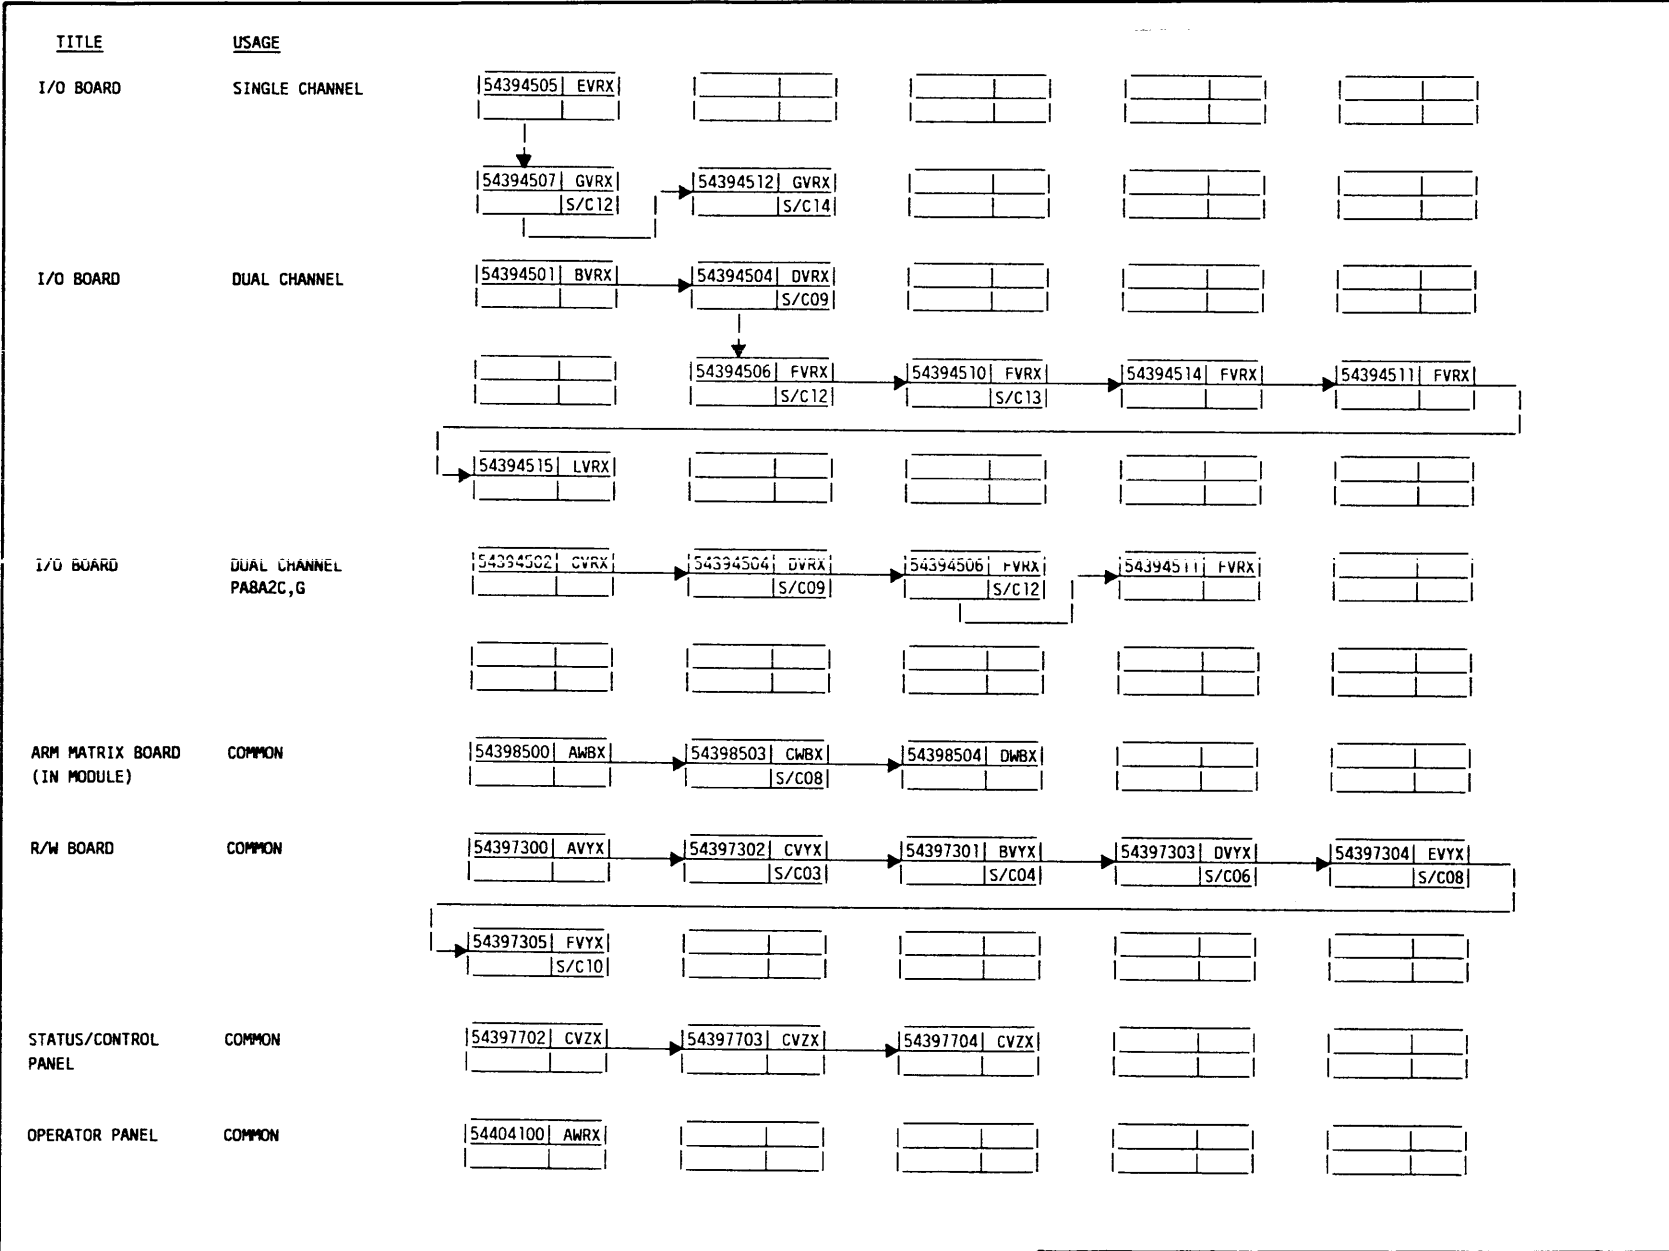 TITLE USAGE
I/O BOARD SINGLE CHANNEL 54394505 EVRX
54394507 GVRX 54394512 GVRX
S/C12 S/C14
I/O BOARD DUAL CHANNEL 54394501 BVRX 54394504 DVRX
S/C09
54394506 FVRX 54394510 FVRX 54394514 FVRX 54394511 FVRX
S/C12 S/C13
54394515 LVRX
I/O BOARD DUAL CHANNEL 54394502 CVRX 54394504 DVRX 54394506 FVRX 54394511 FVRX
PA8A2C,G S/C09 S/C12
ARM MATRIX BOARD COMMON 54398500 AWBX 54398503 CWBX 54398504 DWBX
(IN MODULE) S/C08
R/W BOARD COMMON 54397300 AVYX 54397302 CVYX 54397301 BVYX 54397303 DVYX 54397304 EVYX
S/C03 S/C04 S/C06 S/C08
54397305 FVYX
S/C10
STATUS/CONTROL COMMON 54397702 CVZX 54397703 CVZX 54397704 CVZX
PANEL
OPERATOR PANEL COMMON 54404100 AWRX